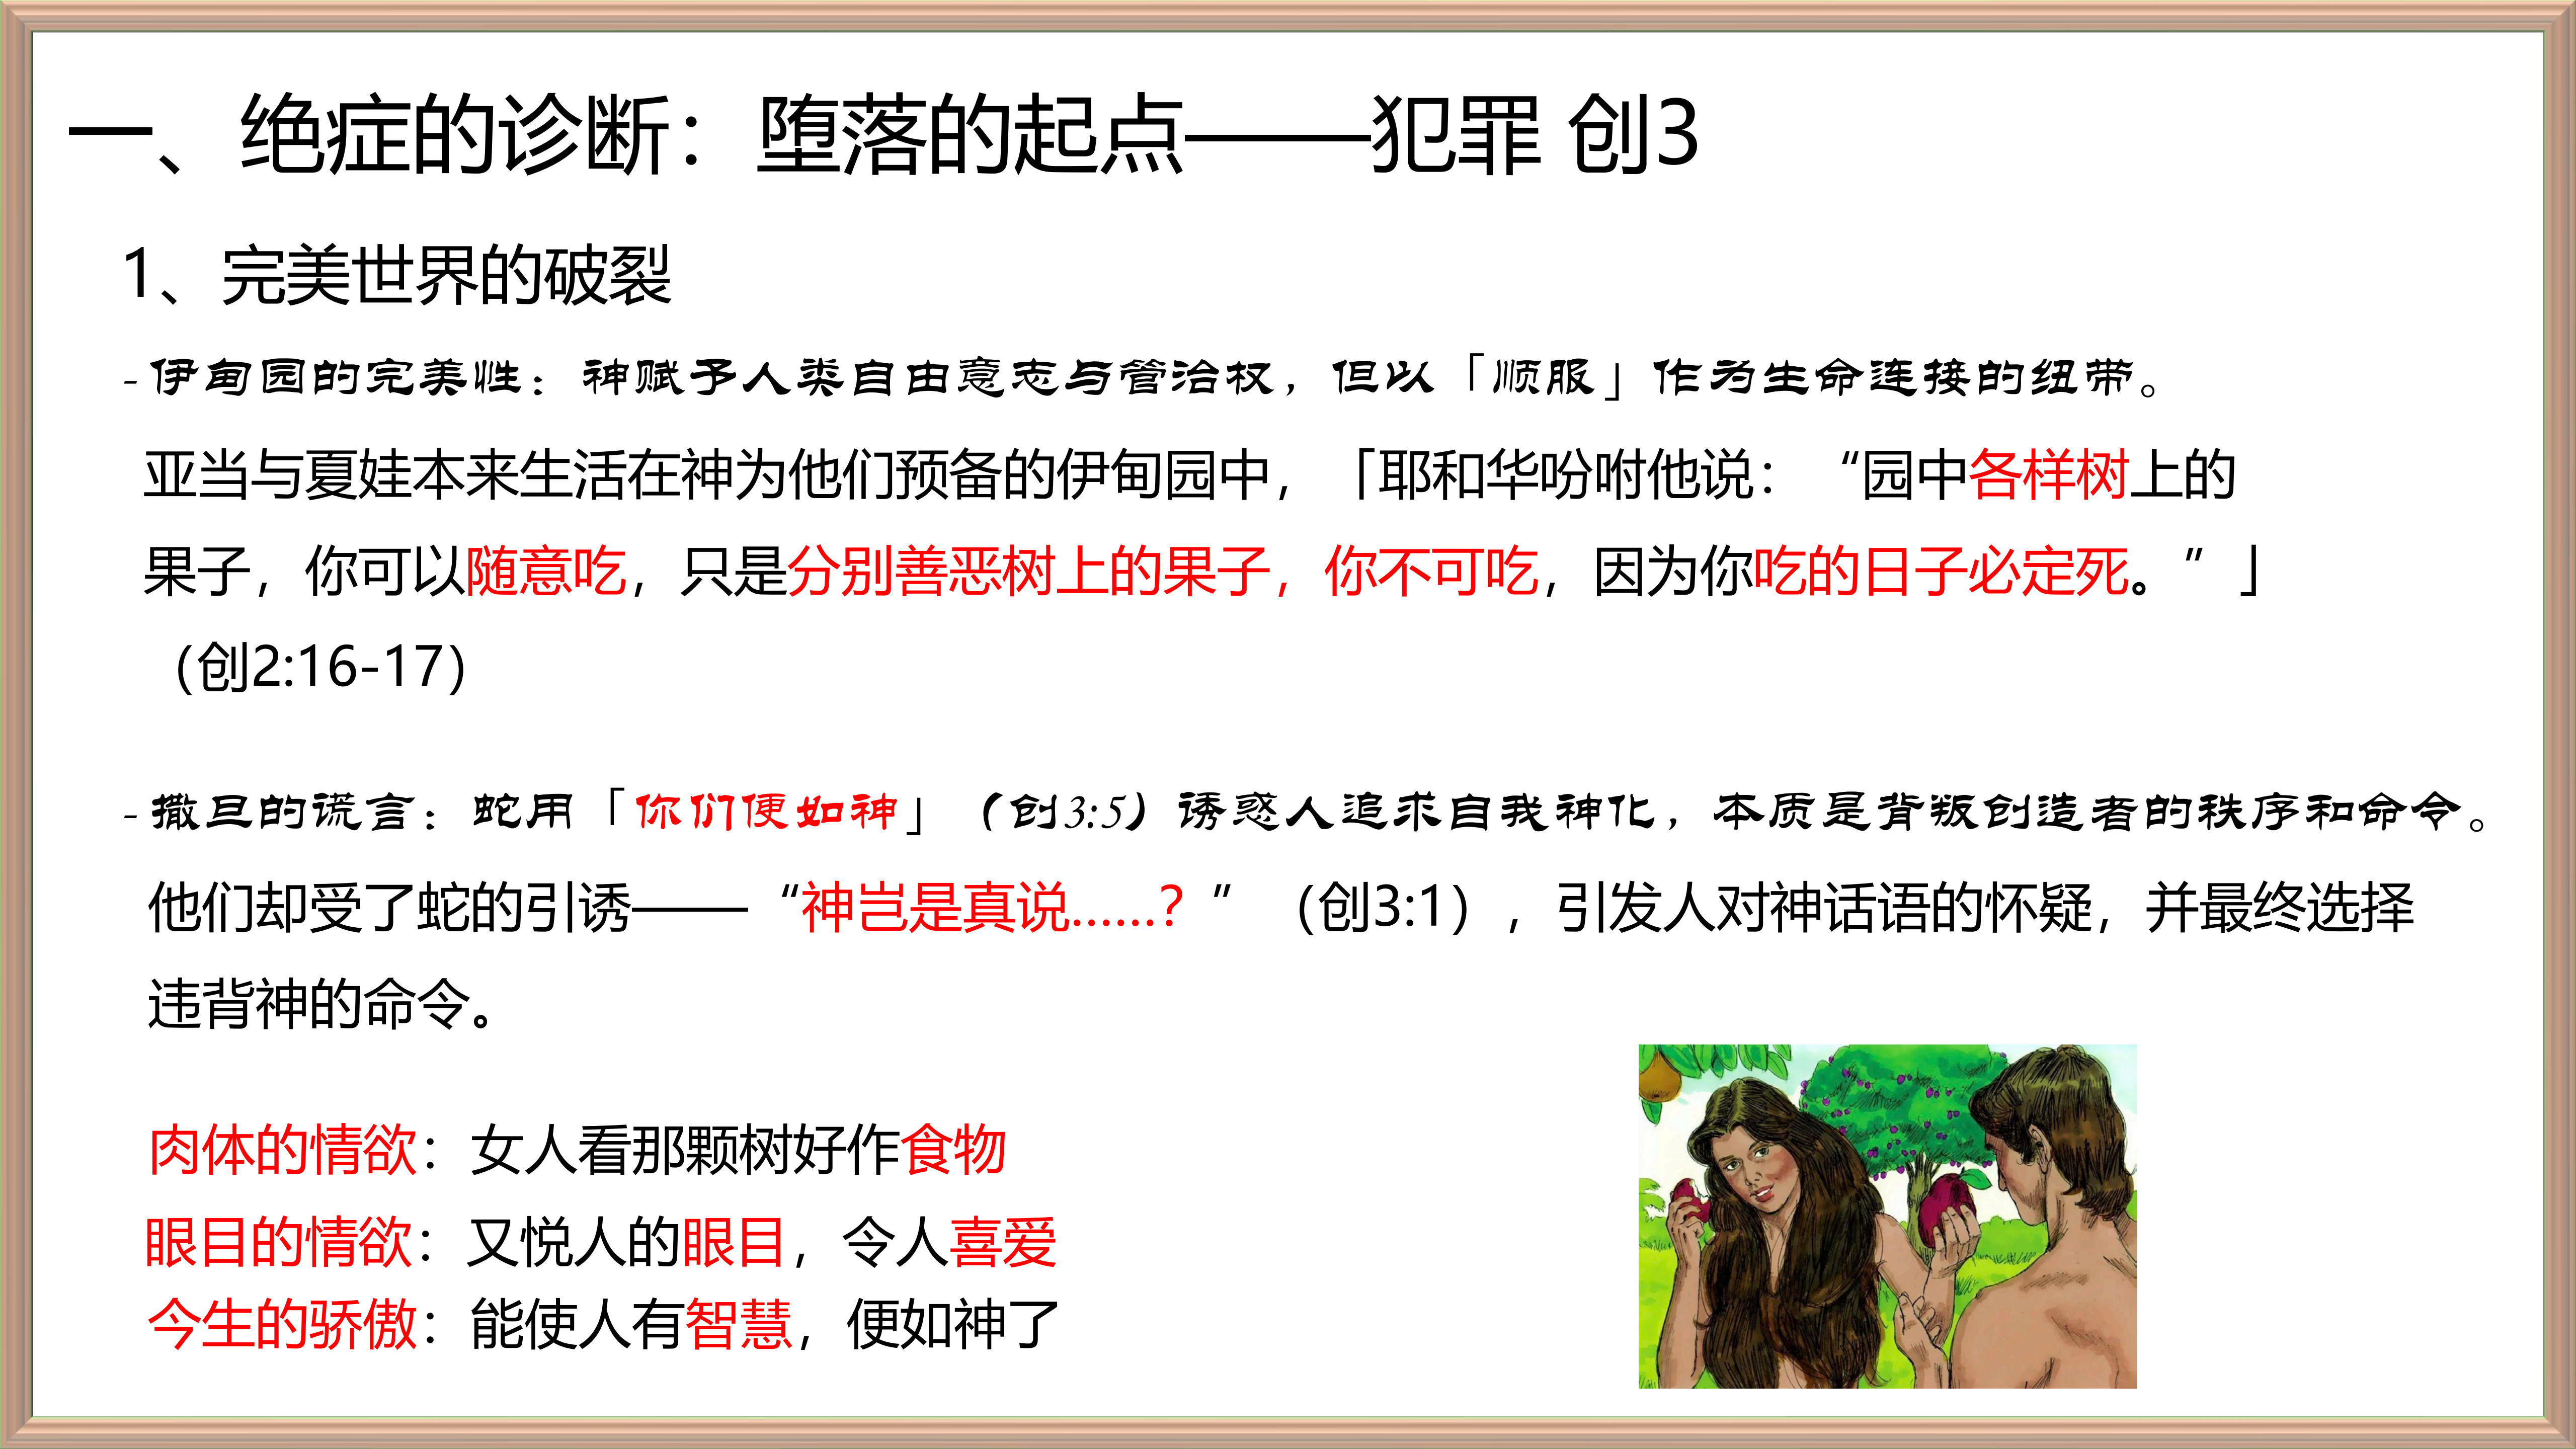 一、绝症的诊断：堕落的起点——犯罪 创3
1、完美世界的破裂
- 伊甸园的完美性：神赋予人类自由意志与管治权，但以「顺服」作为生命连接的纽带。
亚当与夏娃本来生活在神为他们预备的伊甸园中，「耶和华吩咐他说：“园中各样树上的
果子，你可以随意吃，只是分别善恶树上的果子，你不可吃，因为你吃的日子必定死。”」
（创2:16-17）
- 撒旦的谎言：蛇用「你们便如神」（创3:5）诱惑人追求自我神化，本质是背叛创造者的秩序和命令。
他们却受了蛇的引诱——“神岂是真说……？”（创3:1），引发人对神话语的怀疑，并最终选择
违背神的命令。
肉体的情欲：女人看那颗树好作食物
眼目的情欲：又悦人的眼目，令人喜爱
今生的骄傲：能使人有智慧，便如神了